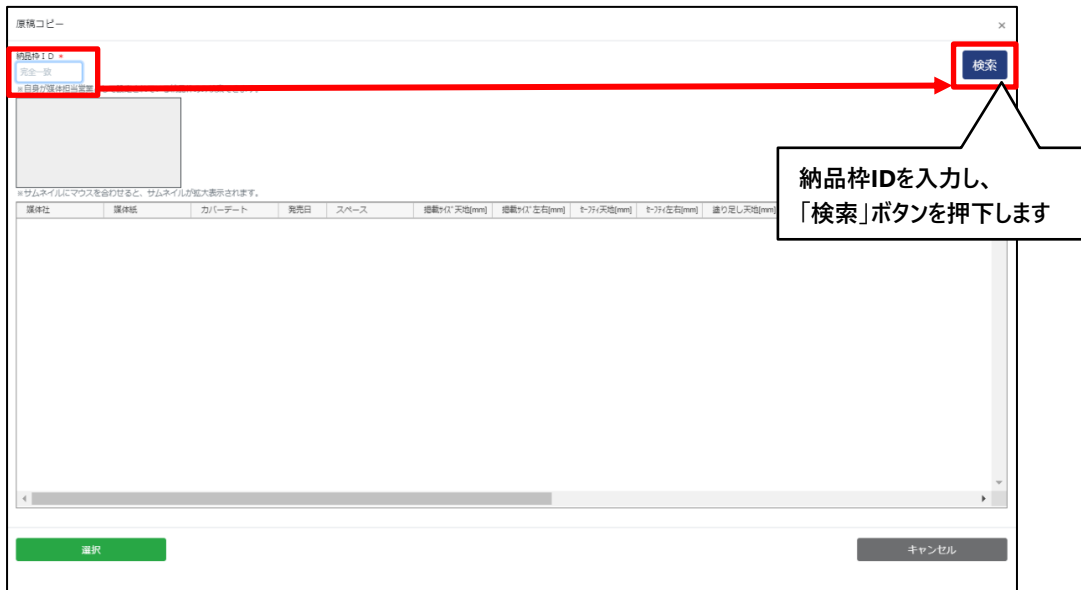 原稿コピー
×
納品枠ID *
完全一致
検索
※自身が媒体担当営業
納品枠IDを入力し、
「検索」ボタンを押下します
※サムネイルにマウスを合わせると、サムネイルが拡大表示されます。
媒体社 媒体紙 カバーデート 発売日 スペース 掲載ｻｲｽﾞ天地[mm] 掲載ｻｲｽﾞ左右[mm] ｾｰﾌﾃｨ天地[mm] ｾｰﾌﾃｨ左右[mm] 塗り足し天地[mm]
選択
キャンセル